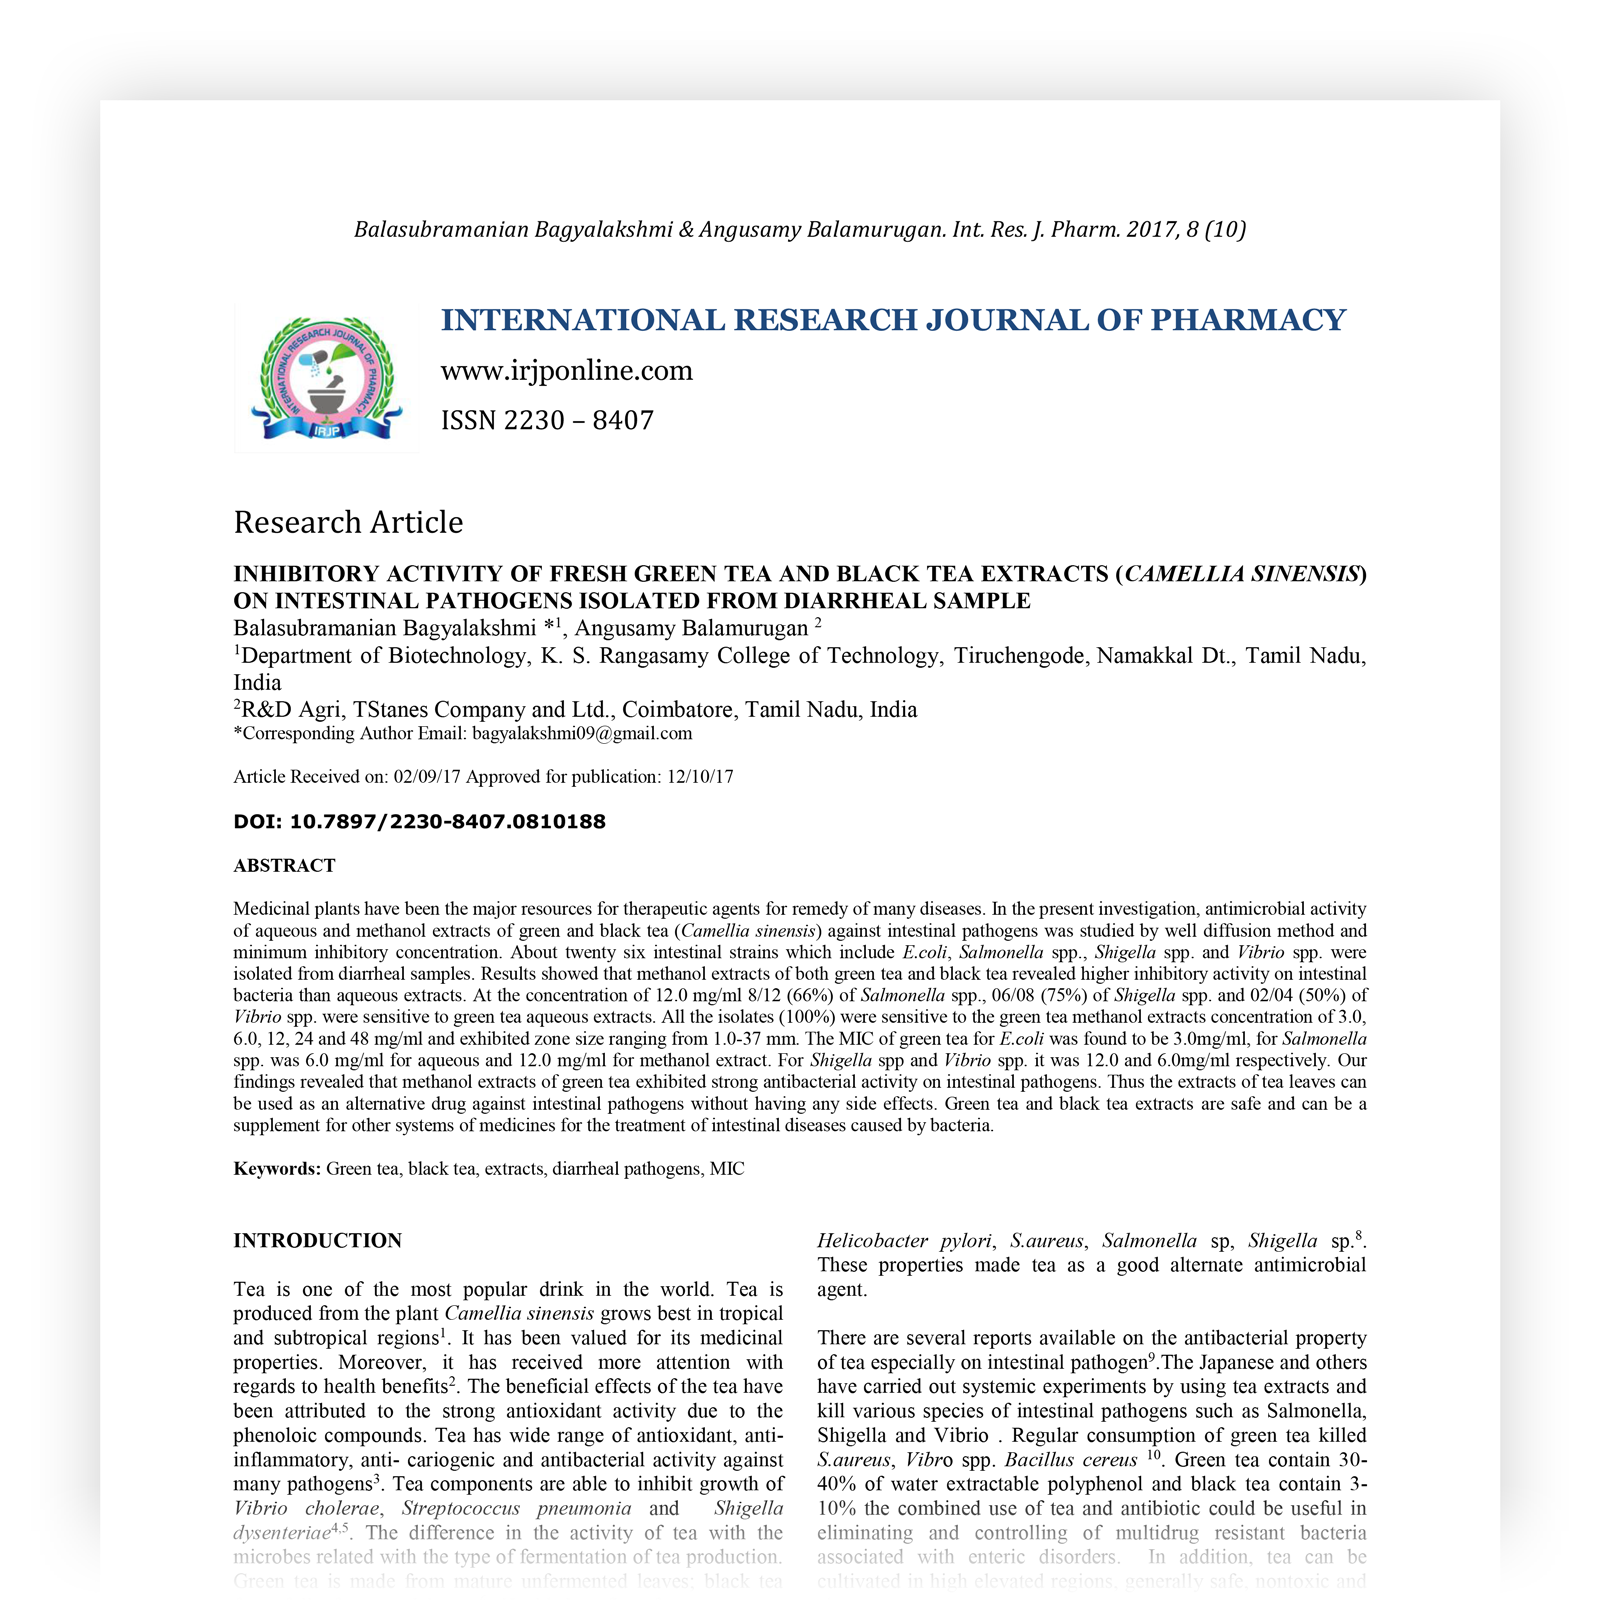 Balasubramanian Bagyalakshmi & Angusamy Balamurugan. Int. Res. J. Pharm. 2017, 8 (10)
INTERNATIONAL RESEARCH JOURNAL OF PHARMACY
IRJP
INTERNATIONAL RESEARCH JOURNAL OF PHARMACY
www.irjponline.com
ISSN 2230 – 8407
Research Article
INHIBITORY ACTIVITY OF FRESH GREEN TEA AND BLACK TEA EXTRACTS (CAMELLIA SINENSIS)
ON INTESTINAL PATHOGENS ISOLATED FROM DIARRHEAL SAMPLE
Balasubramanian Bagyalakshmi *1, Angusamy Balamurugan 2
1Department of Biotechnology, K. S. Rangasamy College of Technology, Tiruchengode, Namakkal Dt., Tamil Nadu,
India
2R&D Agri, TStanes Company and Ltd., Coimbatore, Tamil Nadu, India
*Corresponding Author Email: bagyalakshmi09@gmail.com
Article Received on: 02/09/17 Approved for publication: 12/10/17
DOI: 10.7897/2230-8407.0810188
ABSTRACT
Medicinal plants have been the major resources for therapeutic agents for remedy of many diseases. In the present investigation, antimicrobial activity
of aqueous and methanol extracts of green and black tea (Camellia sinensis) against intestinal pathogens was studied by well diffusion method and
minimum inhibitory concentration. About twenty six intestinal strains which include E.coli, Salmonella spp., Shigella spp. and Vibrio spp. were
isolated from diarrheal samples. Results showed that methanol extracts of both green tea and black tea revealed higher inhibitory activity on intestinal
bacteria than aqueous extracts. At the concentration of 12.0 mg/ml 8/12 (66%) of Salmonella spp., 06/08 (75%) of Shigella spp. and 02/04 (50%) of
Vibrio spp. were sensitive to green tea aqueous extracts. All the isolates (100%) were sensitive to the green tea methanol extracts concentration of 3.0,
6.0, 12, 24 and 48 mg/ml and exhibited zone size ranging from 1.0-37 mm. The MIC of green tea for E.coli was found to be 3.0mg/ml, for Salmonella
spp. was 6.0 mg/ml for aqueous and 12.0 mg/ml for methanol extract. For Shigella spp and Vibrio spp. it was 12.0 and 6.0mg/ml respectively. Our
findings revealed that methanol extracts of green tea exhibited strong antibacterial activity on intestinal pathogens. Thus the extracts of tea leaves can
be used as an alternative drug against intestinal pathogens without having any side effects. Green tea and black tea extracts are safe and can be a
supplement for other systems of medicines for the treatment of intestinal diseases caused by bacteria.
Keywords: Green tea, black tea, extracts, diarrheal pathogens, MIC
INTRODUCTION
Tea is one of the most popular drink in the world. Tea is
produced from the plant Camellia sinensis grows best in tropical
and subtropical regions1. It has been valued for its medicinal
properties. Moreover, it has received more attention with
regards to health benefits2. The beneficial effects of the tea have
been attributed to the strong antioxidant activity due to the
phenoloic compounds. Tea has wide range of antioxidant, anti-
inflammatory, anti- cariogenic and antibacterial activity against
many pathogens3. Tea components are able to inhibit growth of
Vibrio cholerae, Streptococcus pneumonia and Shigella
dysenteriae4,5. The difference in the activity of tea with the
microbes related with the type of fermentation of tea production.
Green tea is made from mature unfermented leaves; black tea
Helicobacter pylori, S.aureus, Salmonella sp, Shigella sp.8.
These properties made tea as a good alternate antimicrobial
agent.
There are several reports available on the antibacterial property
of tea especially on intestinal pathogen9.The Japanese and others
have carried out systemic experiments by using tea extracts and
kill various species of intestinal pathogens such as Salmonella,
Shigella and Vibrio . Regular consumption of green tea killed
S.aureus, Vibro spp. Bacillus cereus 10. Green tea contain 30-
40% of water extractable polyphenol and black tea contain 3-
10% the combined use of tea and antibiotic could be useful in
eliminating and controlling of multidrug resistant bacteria
associated with enteric disorders. In addition, tea can be
cultivated in high elevated regions, generally safe, nontoxic and